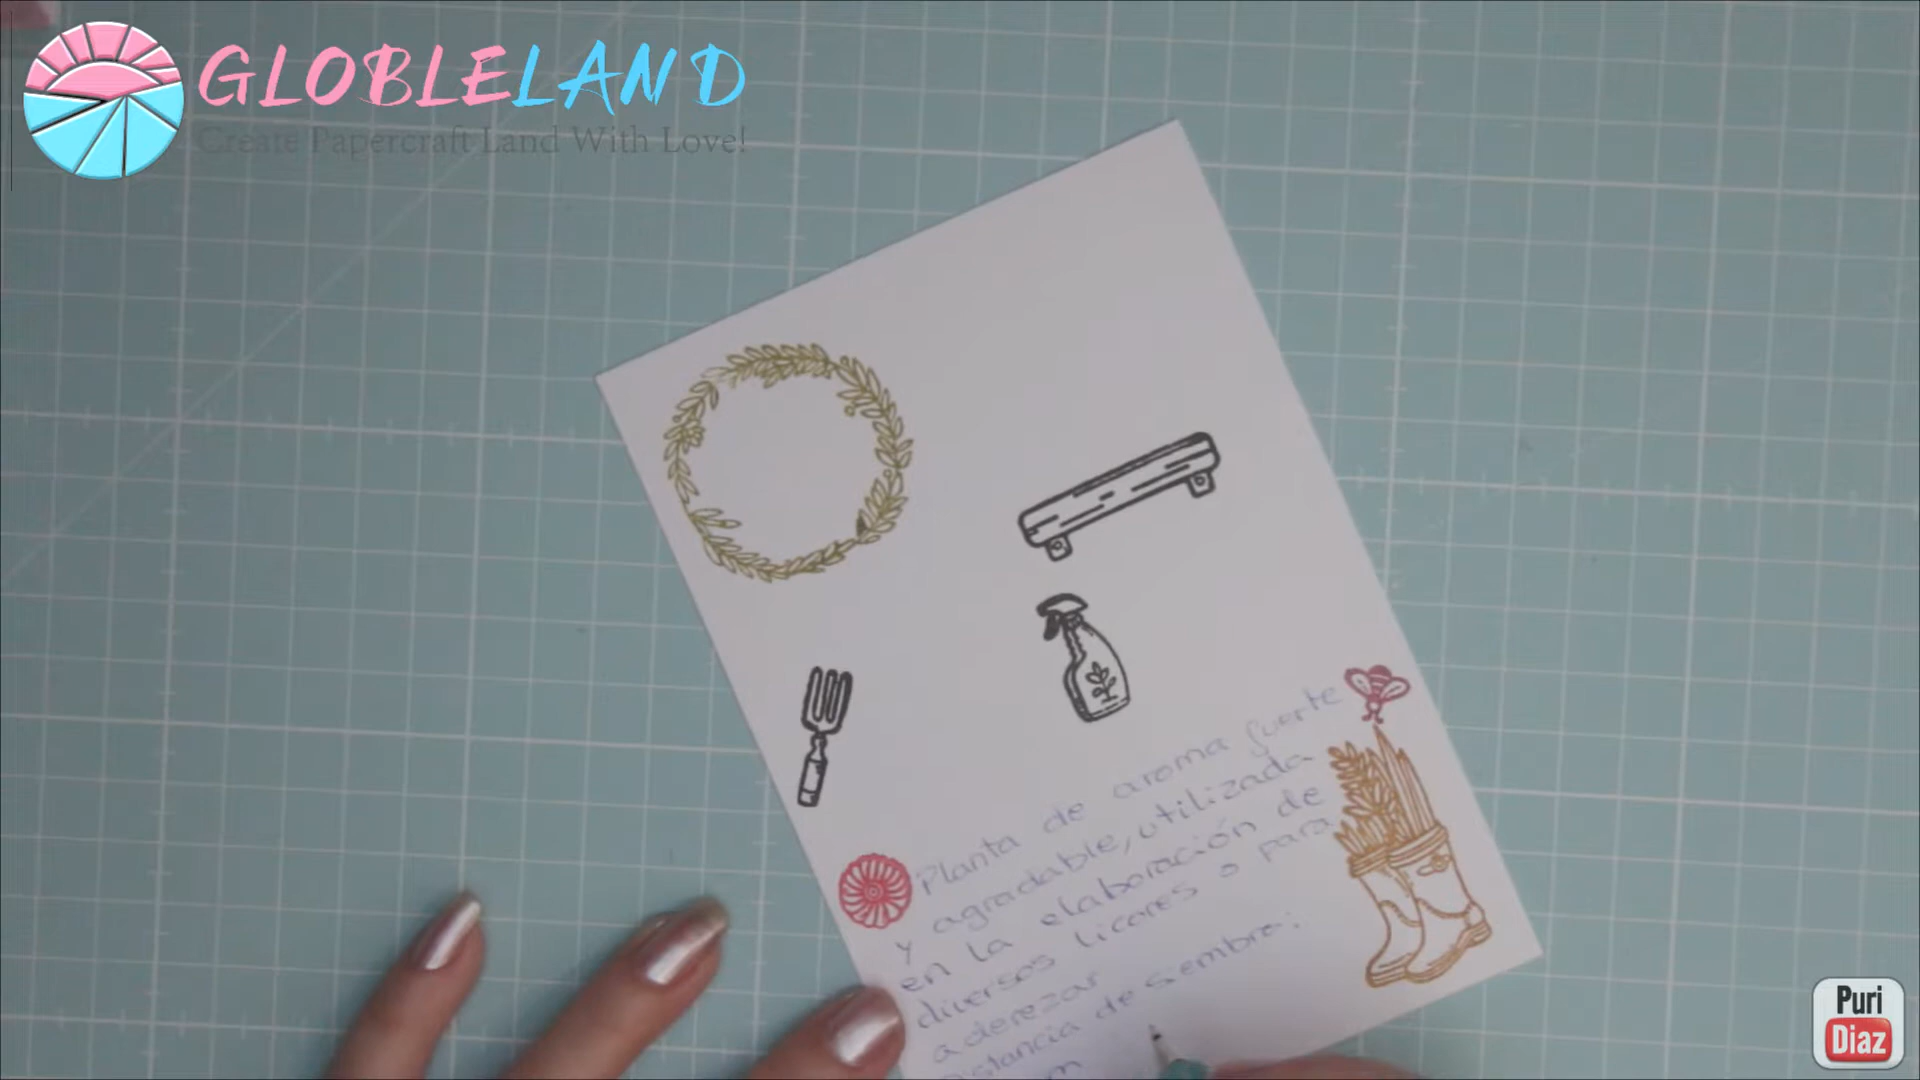 GLOBLELAND
Create Papercraft Land With Love!
Planta de aroma fuerte
y agradable, utilizada
en la elaboración de
diversos licores o para
aderezar
distancia de siembra:
Puri
Diaz